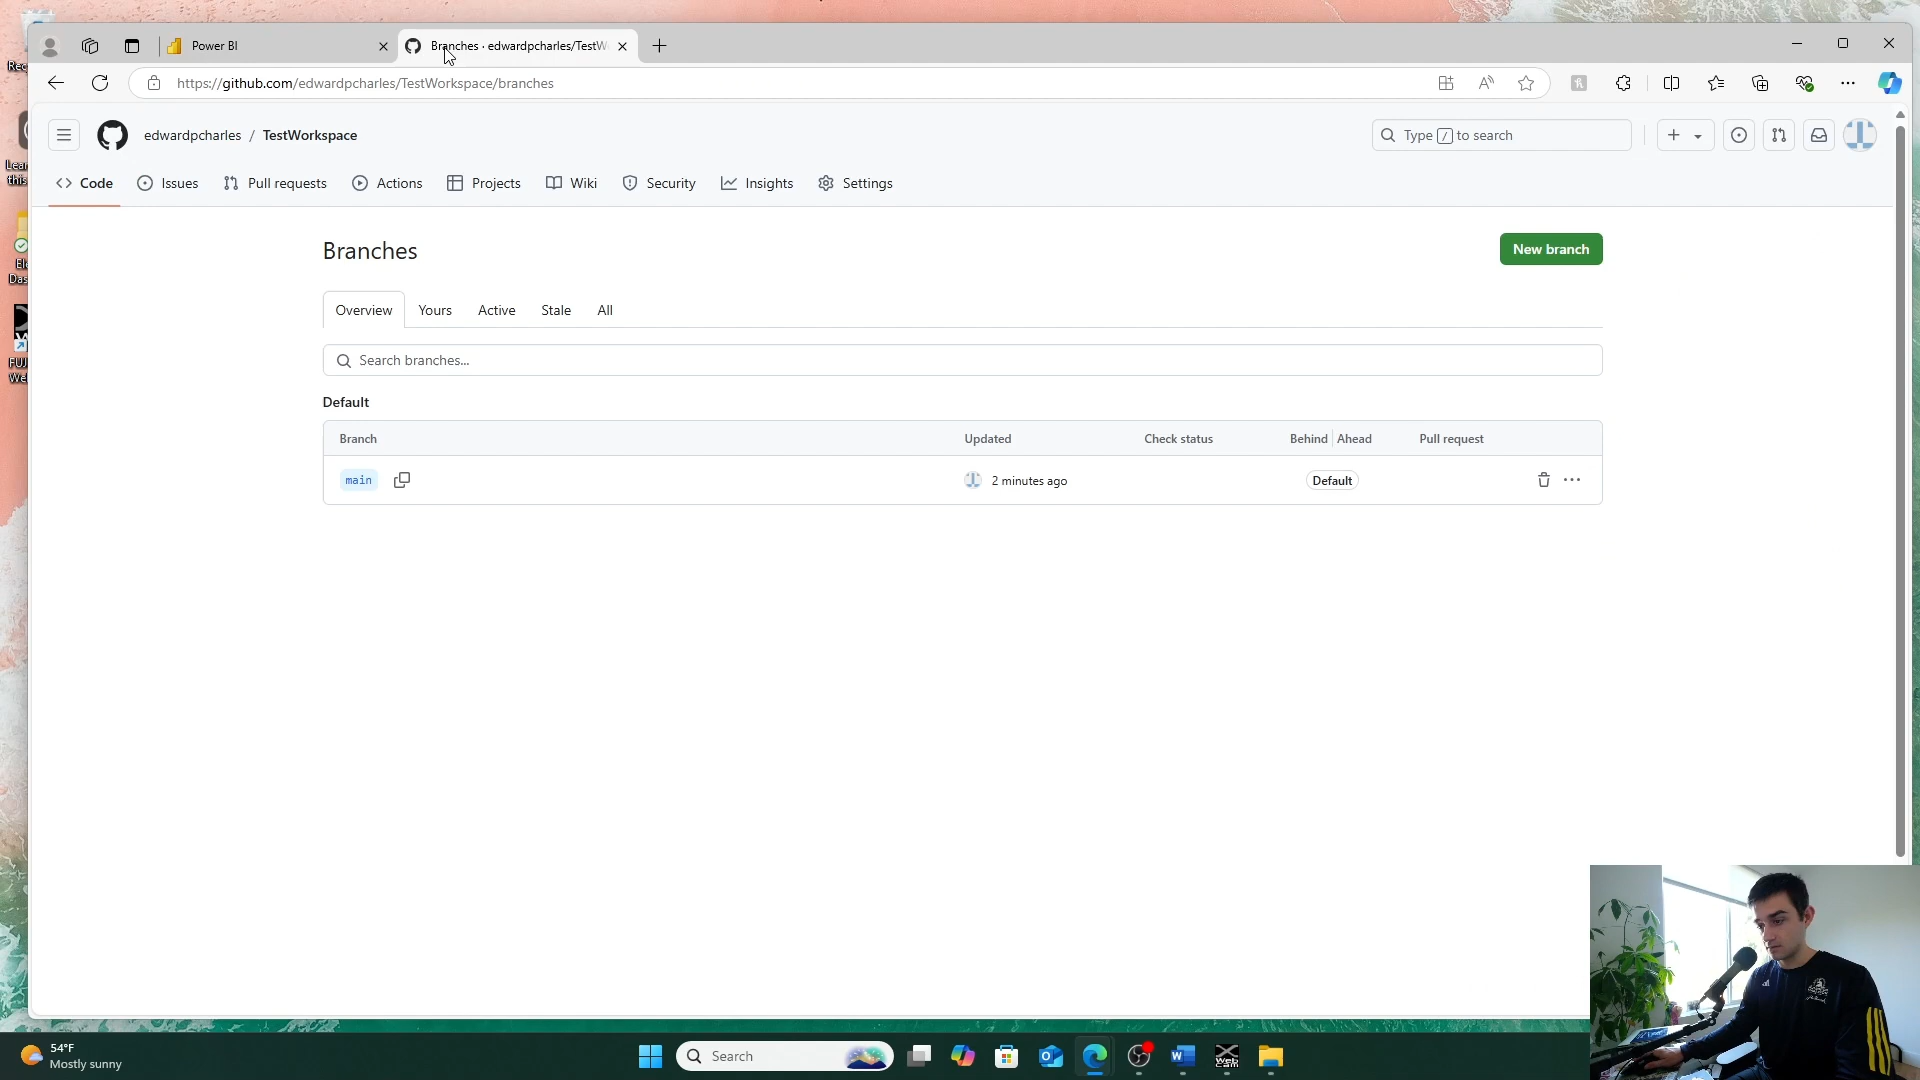 Power BI
Branches · edwardpcharles/TestW
https://github.com/edwardpcharles/TestWorkspace/branches
edwardpcharles / TestWorkspace
Type / to search
Code Issues Pull requests Actions Projects Wiki Security Insights Settings
Branches
New branch
Overview Yours Active Stale All
Search branches...
Default
Branch Updated Check status Behind Ahead Pull request
main 2 minutes ago Default
54°F
Mostly sunny
Search